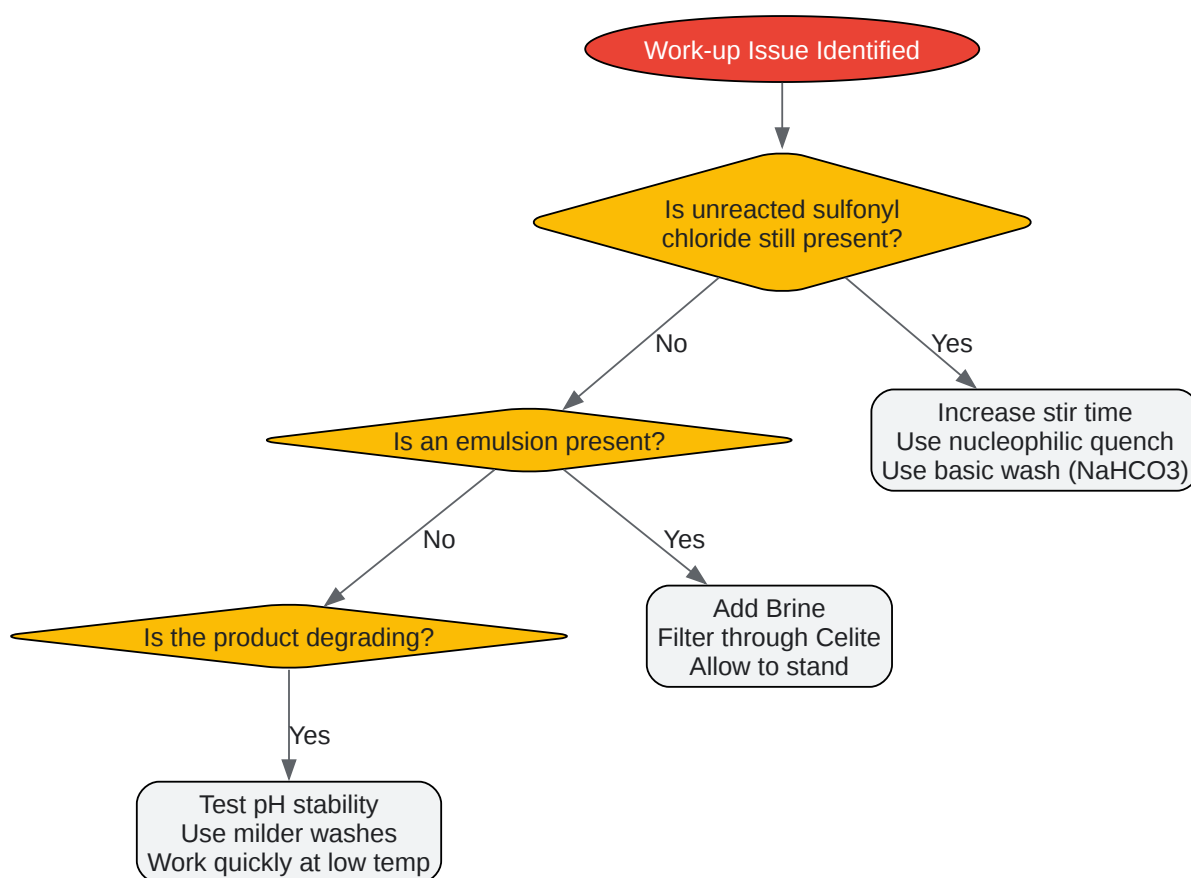 Work-up Issue Identified
Is unreacted sulfonyl
chloride still present?
No
Yes
Increase stir time
Use nucleophilic quench
Use basic wash (NaHCO3)
Is an emulsion present?
No
Yes
Add Brine
Filter through Celite
Allow to stand
Is the product degrading?
Yes
Test pH stability
Use milder washes
Work quickly at low temp